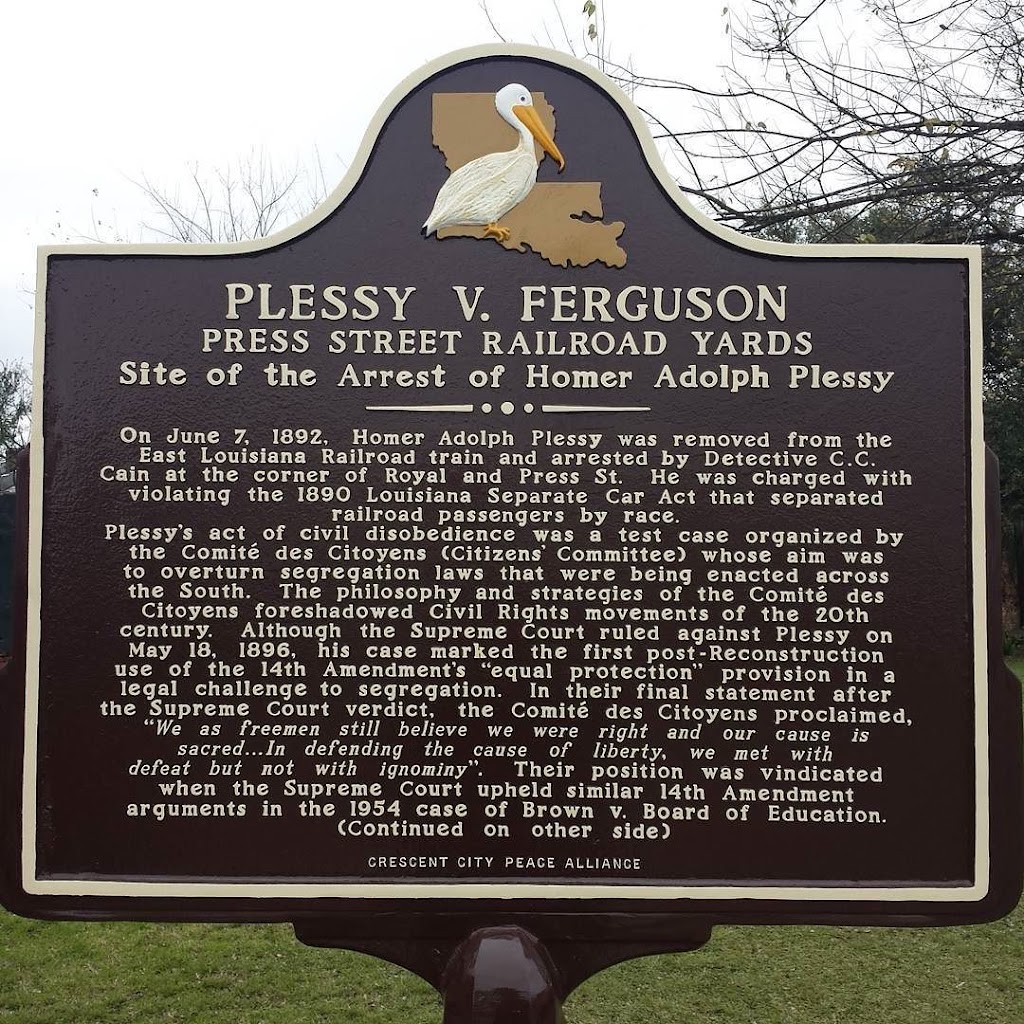 PLESSY V. FERGUSON
PRESS STREET RAILROAD YARDS
Site of the Arrest of Homer Adolph Plessy
On June 7, 1892, Homer Adolph Plessy was removed from the
East Louisiana Railroad train and arrested by Detective C.C.
Cain at the corner of Royal and Press St. He was charged with
violating the 1890 Louisiana Separate Car Act that separated
railroad passengers by race.
Plessy's act of civil disobedience was a test case organized by
the Comité des Citoyens (Citizens' Committee) whose aim was
to overturn segregation laws that were being enacted across
the South. The philosophy and strategies of the Comité des
Citoyens foreshadowed Civil Rights movements of the 20th
century. Although the Supreme Court ruled against Plessy on
May 18, 1896, his case marked the first post-Reconstruction
use of the 14th Amendment's "equal protection" provision in a
legal challenge to segregation. In their final statement after
the Supreme Court verdict, the Comité des Citoyens proclaimed,
"We as freemen still believe we were right and our cause is
sacred...In defending the cause of liberty, we met with
defeat but not with ignominy". Their position was vindicated
when the Supreme Court upheld similar 14th Amendment
arguments in the 1954 case of Brown v. Board of Education.
(Continued on other side)
CRESCENT CITY PEACE ALLIANCE